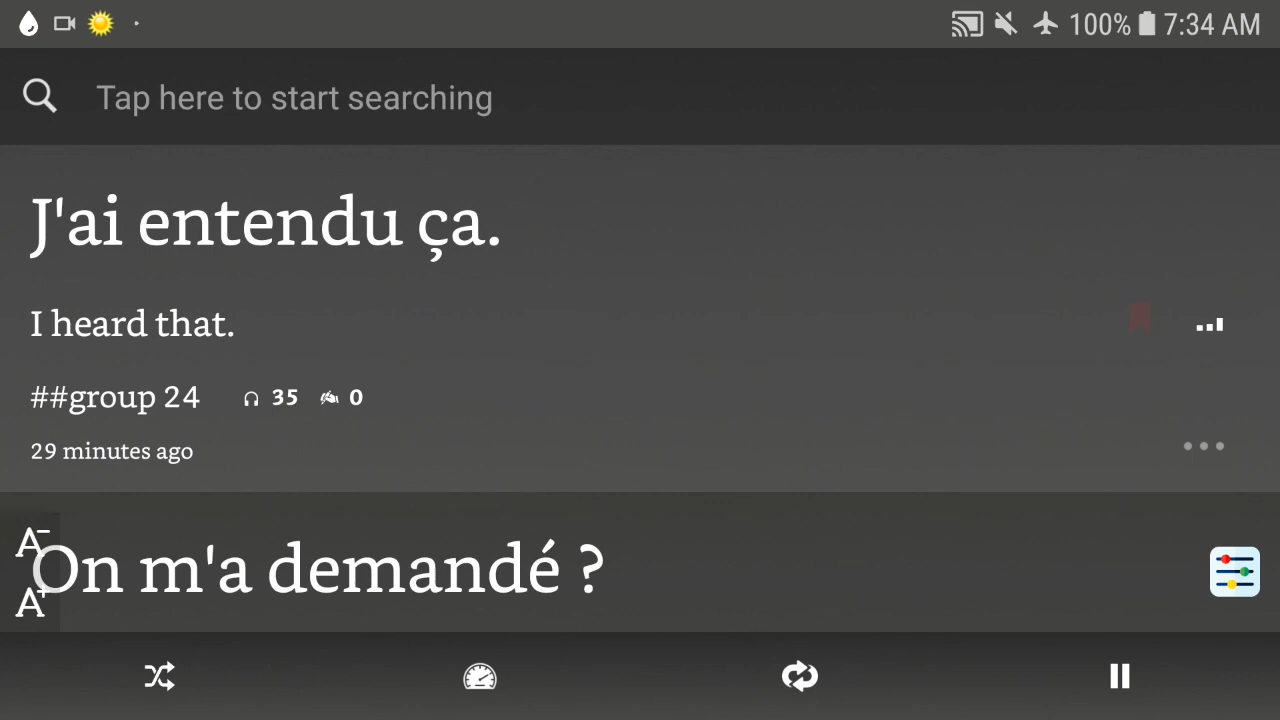 100% 7:34 AM
Tap here to start searching
J'ai entendu ça.
I heard that.
##group 24 35 0
29 minutes ago
A-
On m'a demandé ?
A+